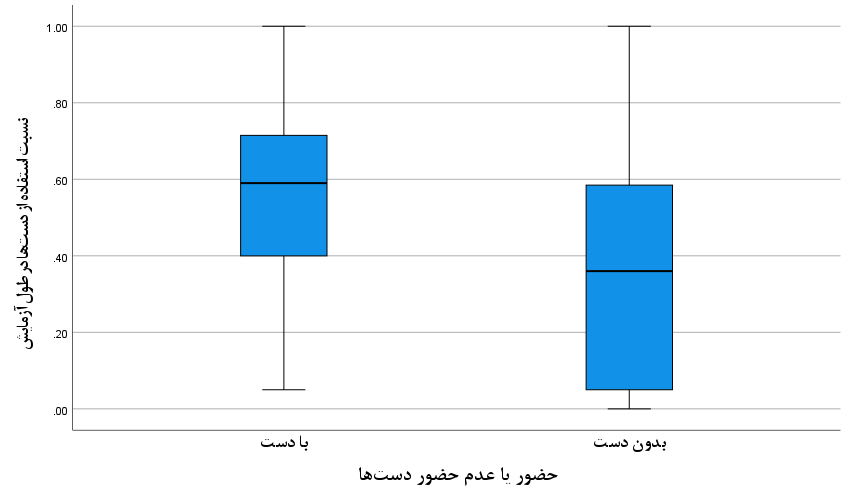 1.00
.80
.60
.40
.20
.00
نسبت استفاده از دست‌ها در طول آزمایش
با دست
بدون دست
حضور یا عدم حضور دست‌ها